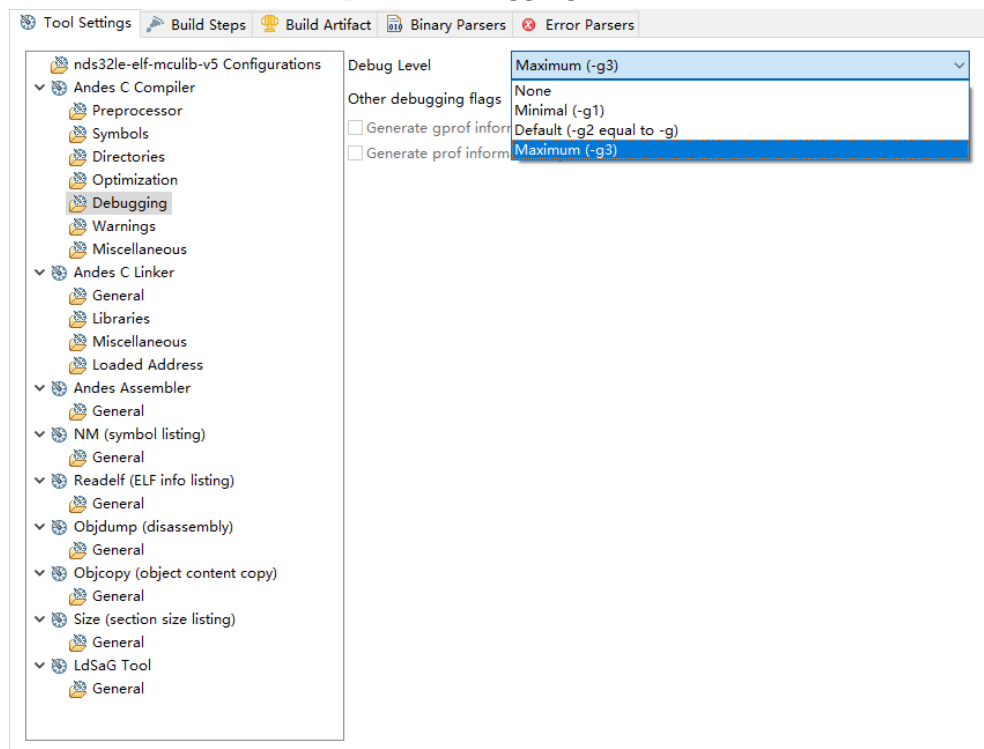 Tool Settings Build Steps Build Artifact Binary Parsers Error Parsers
nds32le-elf-mculib-v5 Configurations
Andes C Compiler
Preprocessor
Symbols
Directories
Optimization
Debugging
Warnings
Miscellaneous
Andes C Linker
General
Libraries
Miscellaneous
Loaded Address
Andes Assembler
General
NM (symbol listing)
General
Readelf (ELF info listing)
General
Objdump (disassembly)
General
Objcopy (object content copy)
General
Size (section size listing)
General
LdSaG Tool
General
Debug Level Maximum (-g3)
Other debugging flags
Generate gprof inforr
Generate prof inform
None
Minimal (-g1)
Default (-g2 equal to -g)
Maximum (-g3)